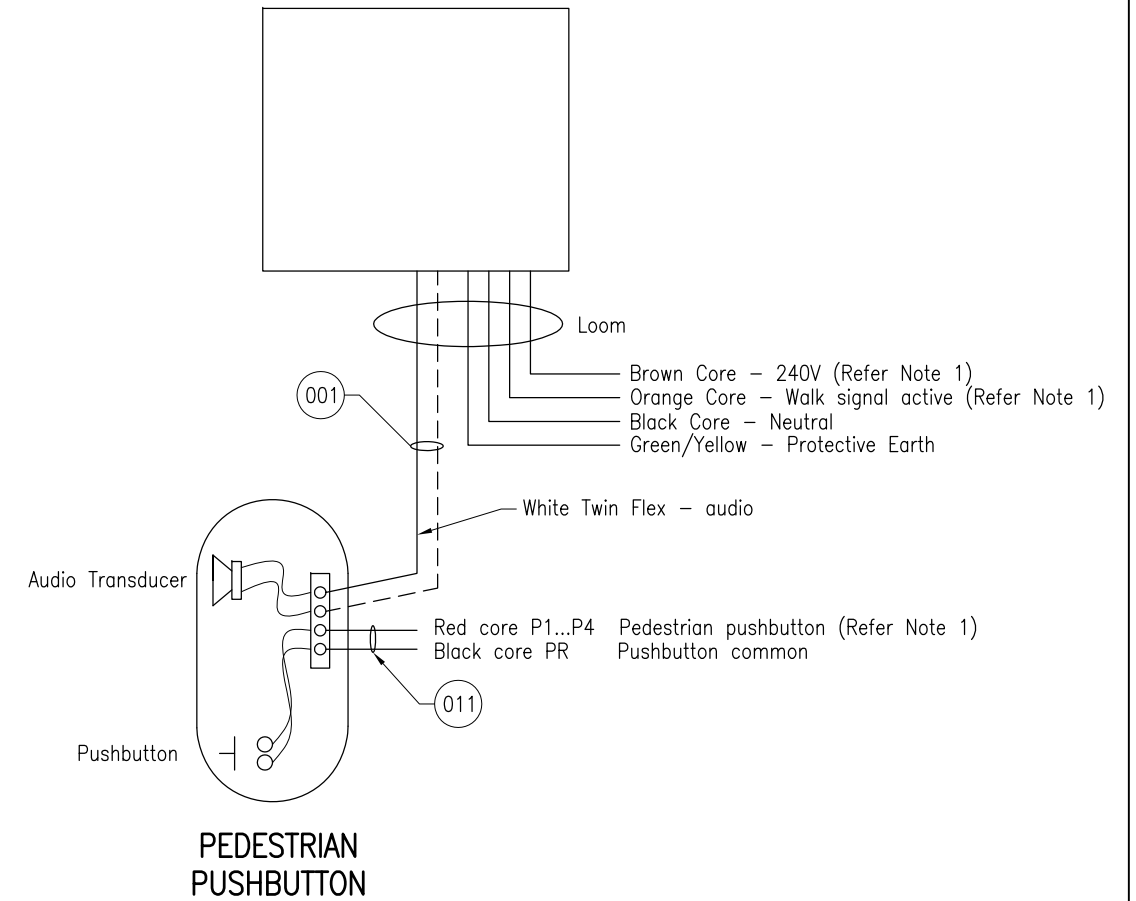 Loom
Brown Core – 240V (Refer Note 1)
Orange Core – Walk signal active (Refer Note 1)
001
Black Core – Neutral
Green/Yellow – Protective Earth
White Twin Flex – audio
Audio Transducer
Red core P1...P4 Pedestrian pushbutton (Refer Note 1)
Black core PR Pushbutton common
011
Pushbutton
PEDESTRIAN
PUSHBUTTON